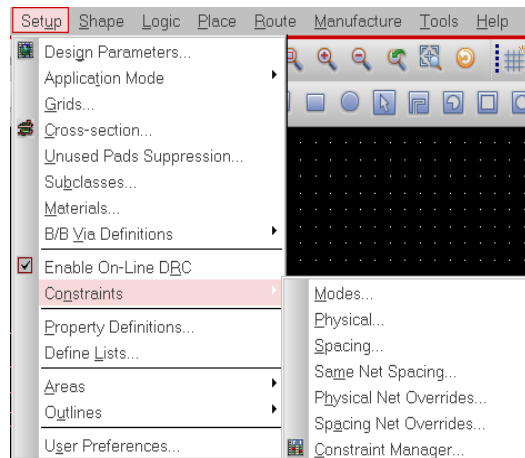 Setup Shape Logic Place Route Manufacture Tools Help
Design Parameters...
Application Mode
Grids...
Cross-section...
Unused Pads Suppression...
Subclasses...
Materials...
B/B Via Definitions
Enable On-Line DRC
Constraints
Modes...
Physical...
Spacing...
Same Net Spacing...
Physical Net Overrides...
Spacing Net Overrides...
Constraint Manager...
Property Definitions...
Define Lists...
Areas
Outlines
User Preferences...